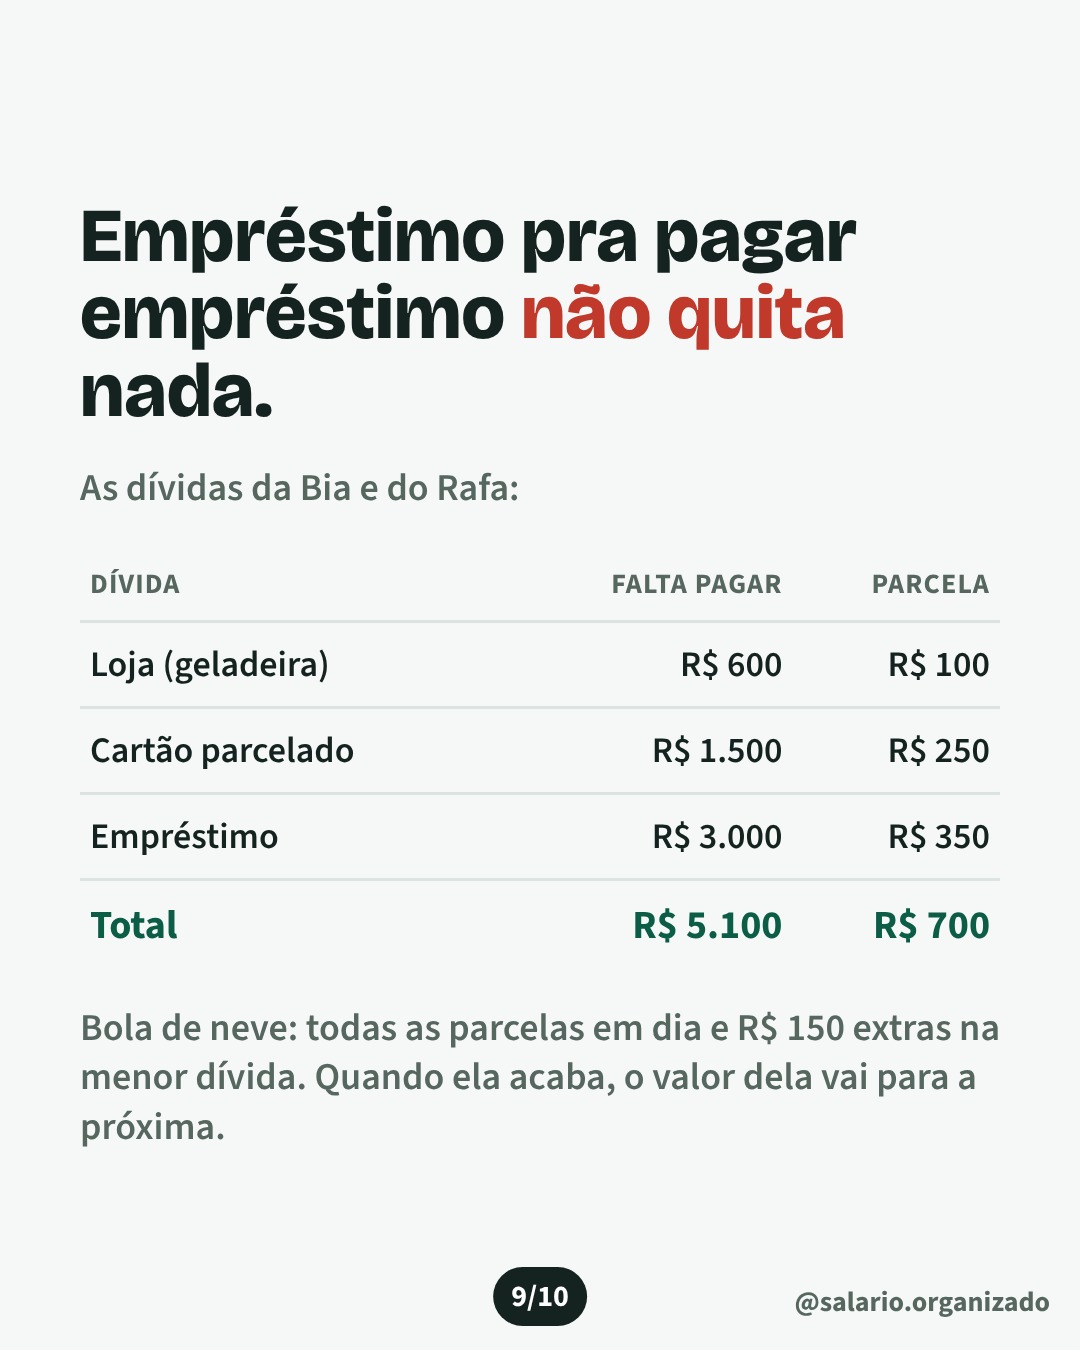 Empréstimo pra pagar
empréstimo não quita
nada.
As dívidas da Bia e do Rafa:
DÍVIDA FALTA PAGAR PARCELA
Loja (geladeira) R$ 600 R$ 100
Cartão parcelado R$ 1.500 R$ 250
Empréstimo R$ 3.000 R$ 350
Total R$ 5.100 R$ 700
Bola de neve: todas as parcelas em dia e R$ 150 extras na
menor dívida. Quando ela acaba, o valor dela vai para a
próxima.
9/10
@salario.organizado